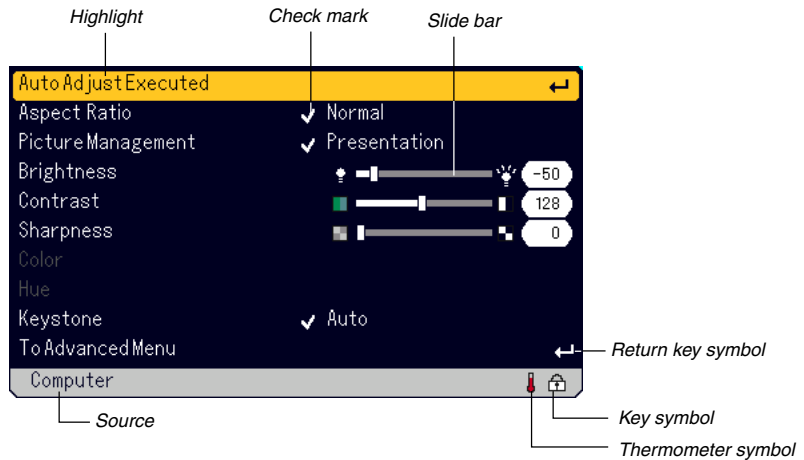 Highlight Check mark Slide bar
Auto Adjust Executed
Aspect Ratio Normal
Picture Management Presentation
Brightness -50
Contrast 128
Sharpness 0
Color
Hue
Keystone Auto
To Advanced Menu Return key symbol
Computer
Source Key symbol
Thermometer symbol